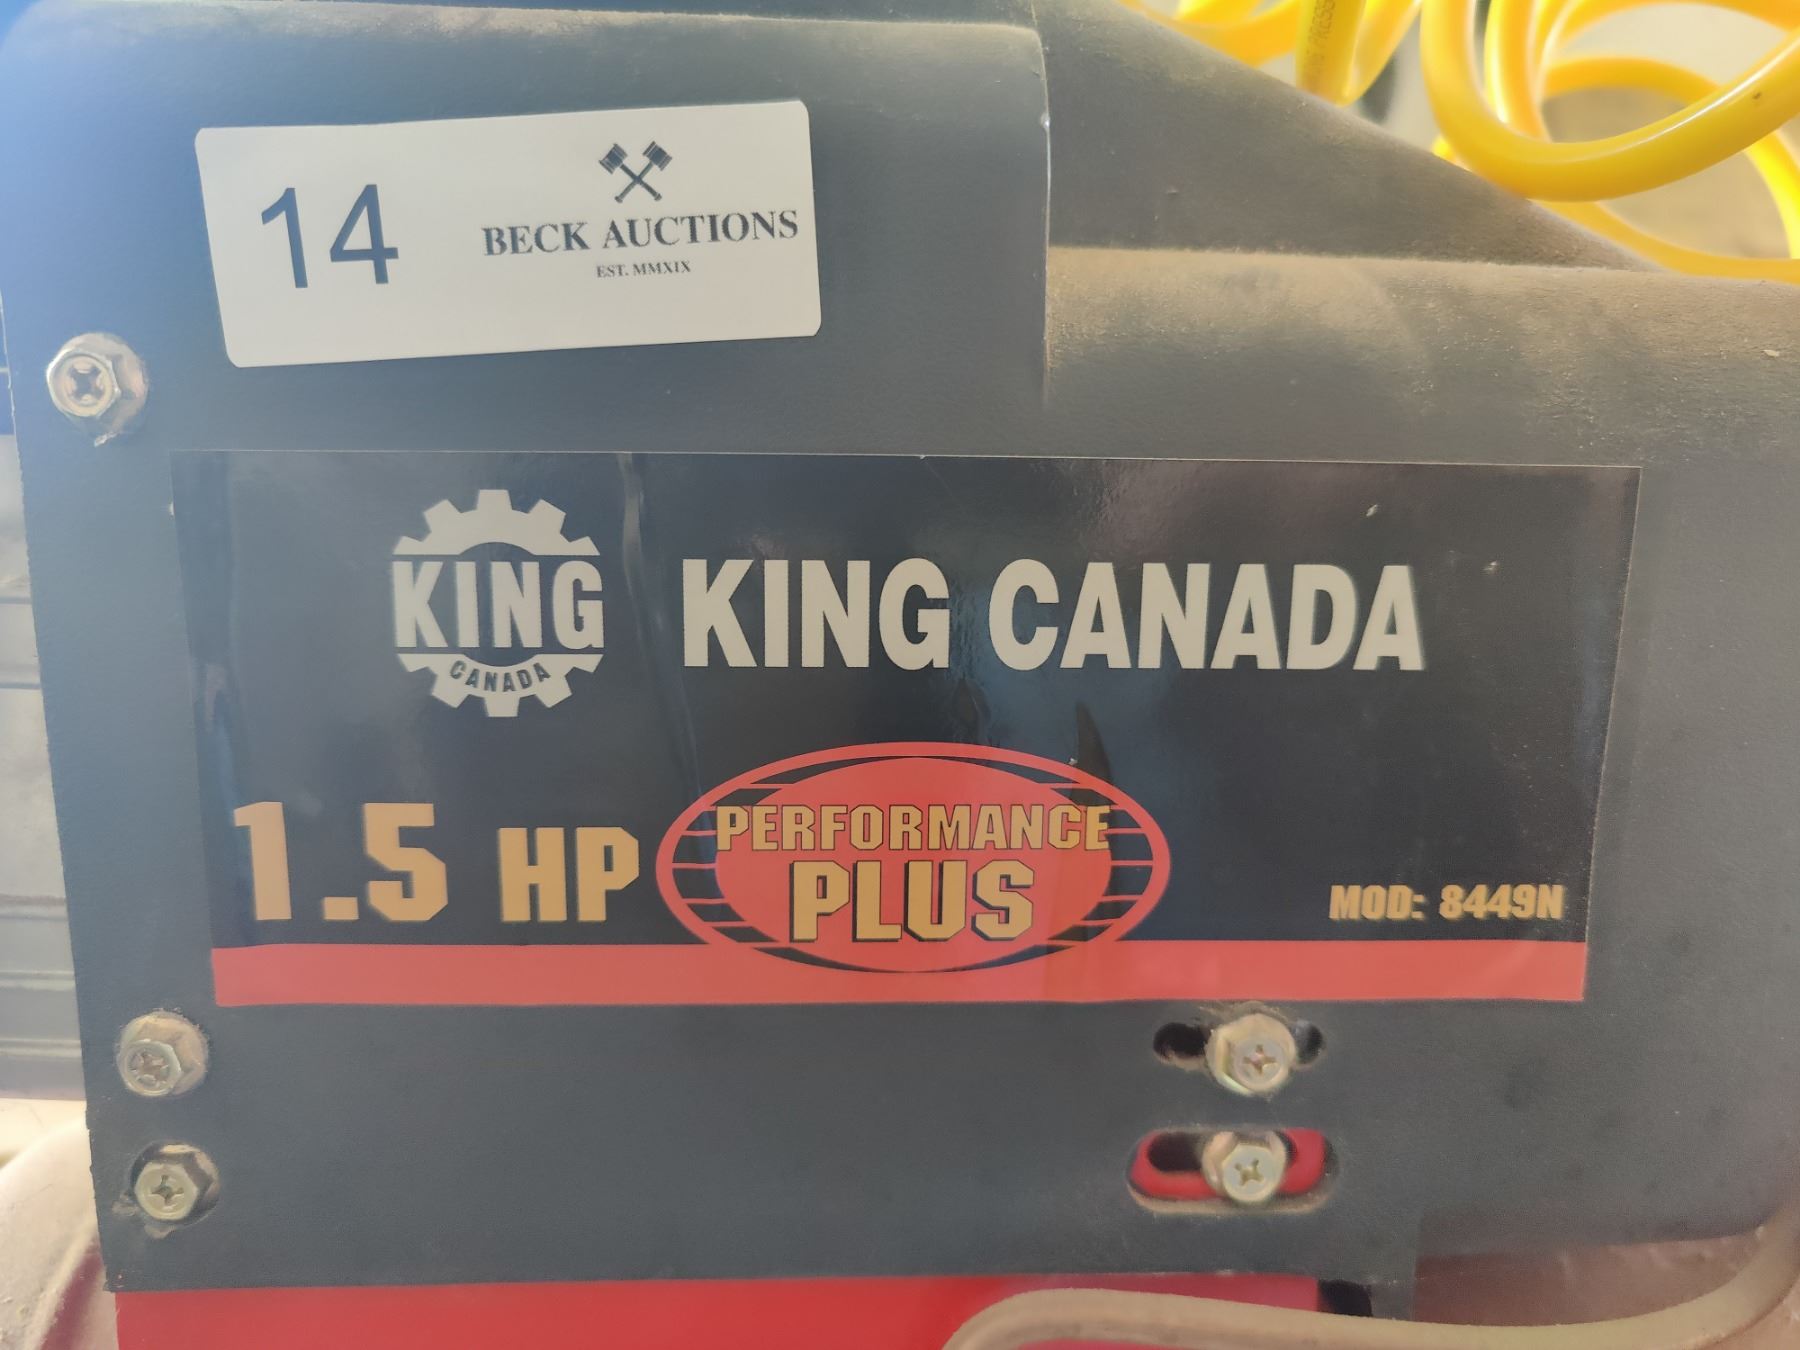 14
BECK AUCTIONS
EST. MMXIX
KING
CANADA
KING CANADA
1.5 HP
PERFORMANCE
PLUS
MOD: 8449N